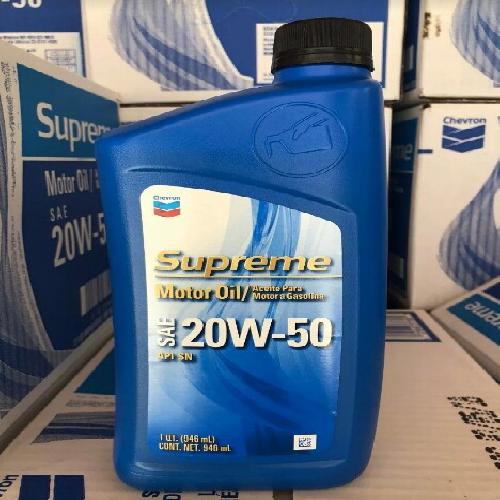 Supreme
Motor Oil/
SAE
20W-5
Chevron
Chevron
Supreme
Motor Oil/ Aceite Para
Motor a Gasolina
SAE 20W-50
API SN
1 U.S. QT. (946 mL)
CONT. NET. 946 mL